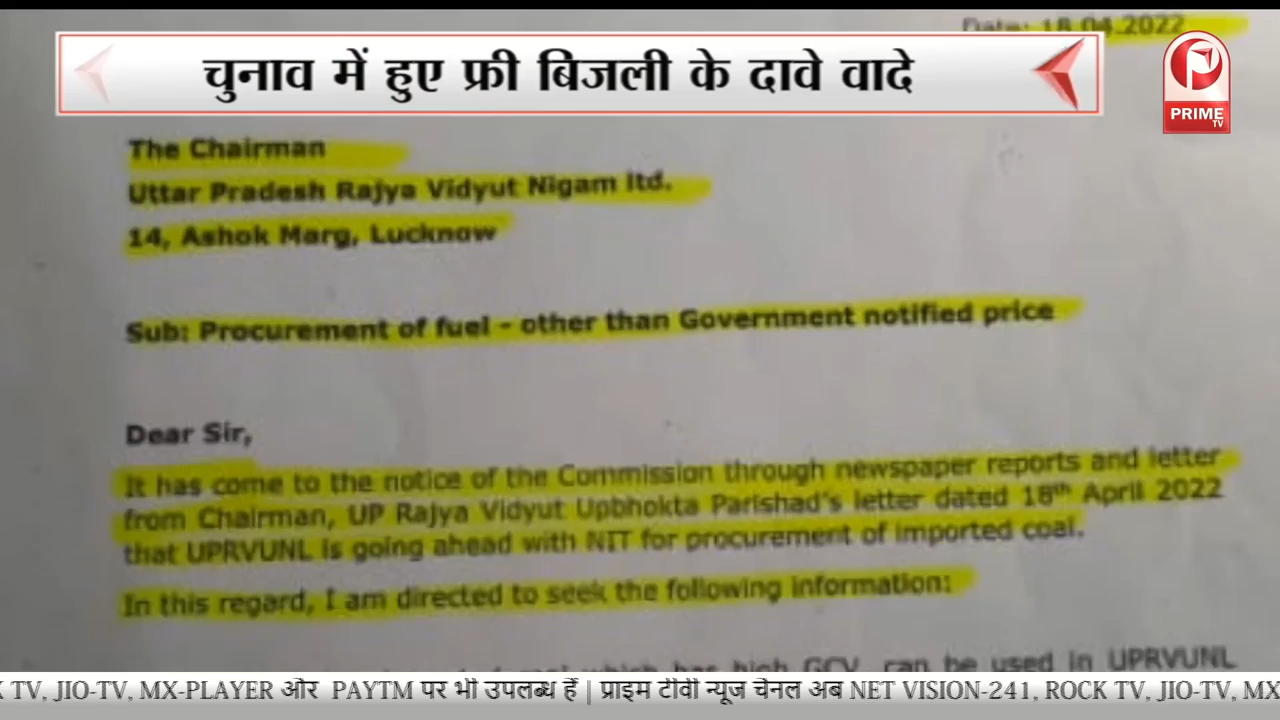 Date: 18.04.2022
चुनाव में हुए फ्री बिजली के दावे वादे
PRIME
TV
The Chairman
Uttar Pradesh Rajya Vidyut Nigam ltd.
14, Ashok Marg, Lucknow
Sub: Procurement of fuel - other than Government notified price
Dear Sir,
It has come to the notice of the Commission through newspaper reports and letter
from Chairman, UP Rajya Vidyut Upbhokta Parishad's letter dated 18th April 2022
that UPRVUNL is going ahead with NIT for procurement of imported coal.
In this regard, I am directed to seek the following information:
which has high GCV, can be used in UPRVUNL
TV, JIO-TV, MX-PLAYER और PAYTM पर भी उपलब्ध हैं | प्राइम टीवी न्यूज चैनल अब NET VISION-241, ROCK TV, JIO-TV, MX